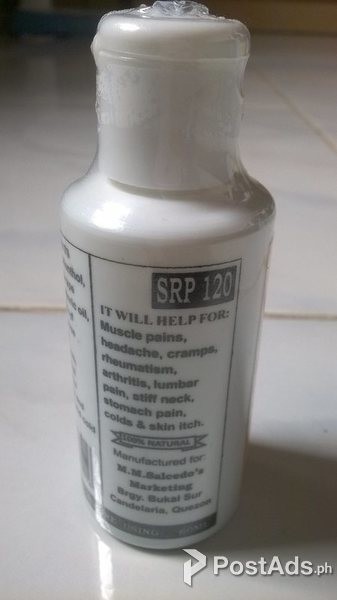 SRP 120
IT WILL HELP FOR:
Muscle pains,
headache, cramps,
rheumatism,
arthritis, lumbar
pain, stiff neck,
stomach pain,
colds & skin itch.
100% NATURAL
Manufactured for:
M.M.Salcedo's
Marketing
Brgy. Bukal Sur
Candelaria, Quezon
oil,
PostAds.ph